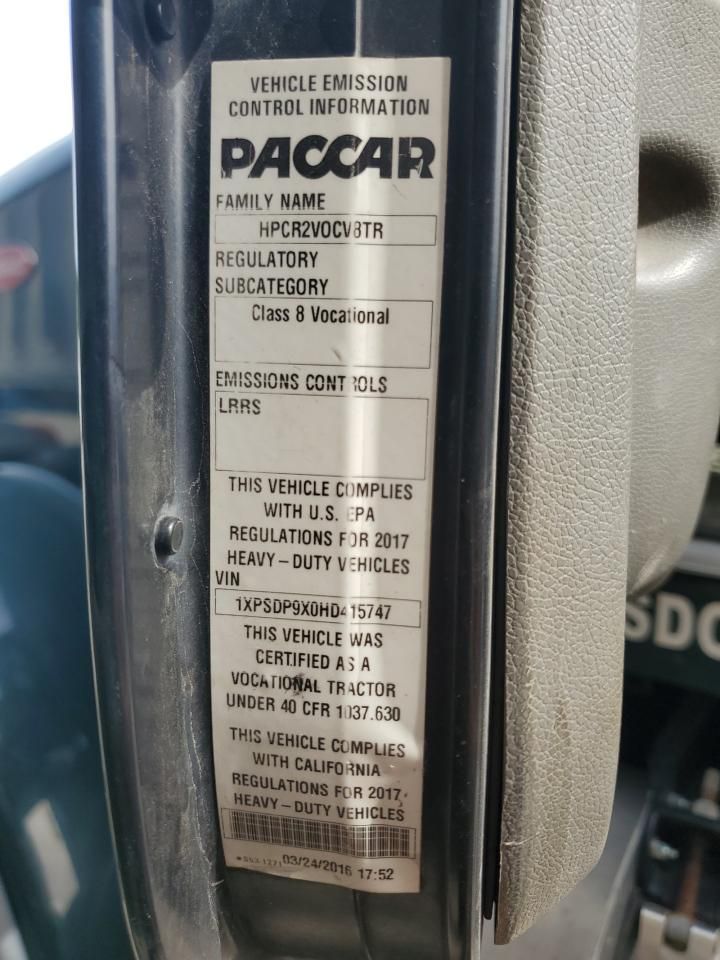 VEHICLE EMISSION
CONTROL INFORMATION
PACCAR
FAMILY NAME
HPCR2VOCV8TR
REGULATORY
SUBCATEGORY
Class 8 Vocational
EMISSIONS CONTROLS
LRRS
THIS VEHICLE COMPLIES
WITH U.S. EPA
REGULATIONS FOR 2017
HEAVY-DUTY VEHICLES
VIN
1XPSDP9X0HD415747
THIS VEHICLE WAS
CERTIFIED AS A
VOCATIONAL TRACTOR
UNDER 40 CFR 1037.630
THIS VEHICLE COMPLIES
WITH CALIFORNIA
REGULATIONS FOR 2017
HEAVY-DUTY VEHICLES
03/24/2016 17:52